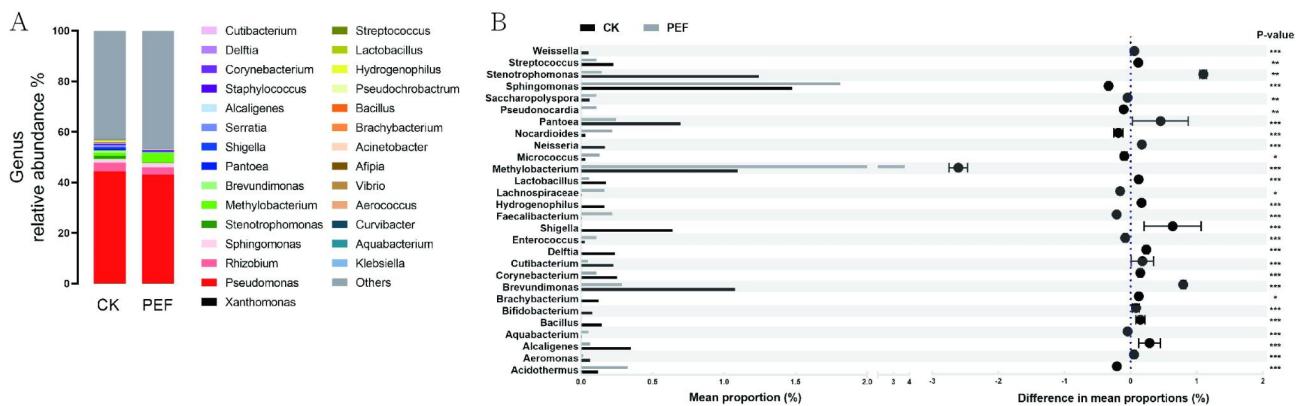 A
Genus
relative abundance %
100
80
60
40
20
0
CK PEF
Cutibacterium
Delftia
Corynebacterium
Staphylococcus
Alcaligenes
Serratia
Shigella
Pantoea
Brevundimonas
Methylobacterium
Stenotrophomonas
Sphingomonas
Rhizobium
Pseudomonas
Xanthomonas
Streptococcus
Lactobacillus
Hydrogenophilus
Pseudochrobactrum
Bacillus
Brachybacterium
Acinetobacter
Afipia
Vibrio
Aerococcus
Curvibacter
Aquabacterium
Klebsiella
Others
B
CK PEF
P-value
Weissella ***
Streptococcus **
Stenotrophomonas **
Sphingomonas ***
Saccharopolyspora **
Pseudonocardia **
Pantoea ***
Nocardioides ***
Neisseria ***
Micrococcus *
Methylobacterium ***
Lactobacillus ***
Lachnospiraceae *
Hydrogenophilus ***
Faecalibacterium ***
Shigella ***
Enterococcus ***
Delftia ***
Cutibacterium ***
Corynebacterium ***
Brevundimonas ***
Brachybacterium *
Bifidobacterium ***
Bacillus ***
Aquabacterium ***
Alcaligenes ***
Aeromonas ***
Acidothermus ***
0.0 0.5 1.0 1.5 2.0 3 4
Mean proportion (%)
-3 -2 -1 0 1 2
Difference in mean proportions (%)